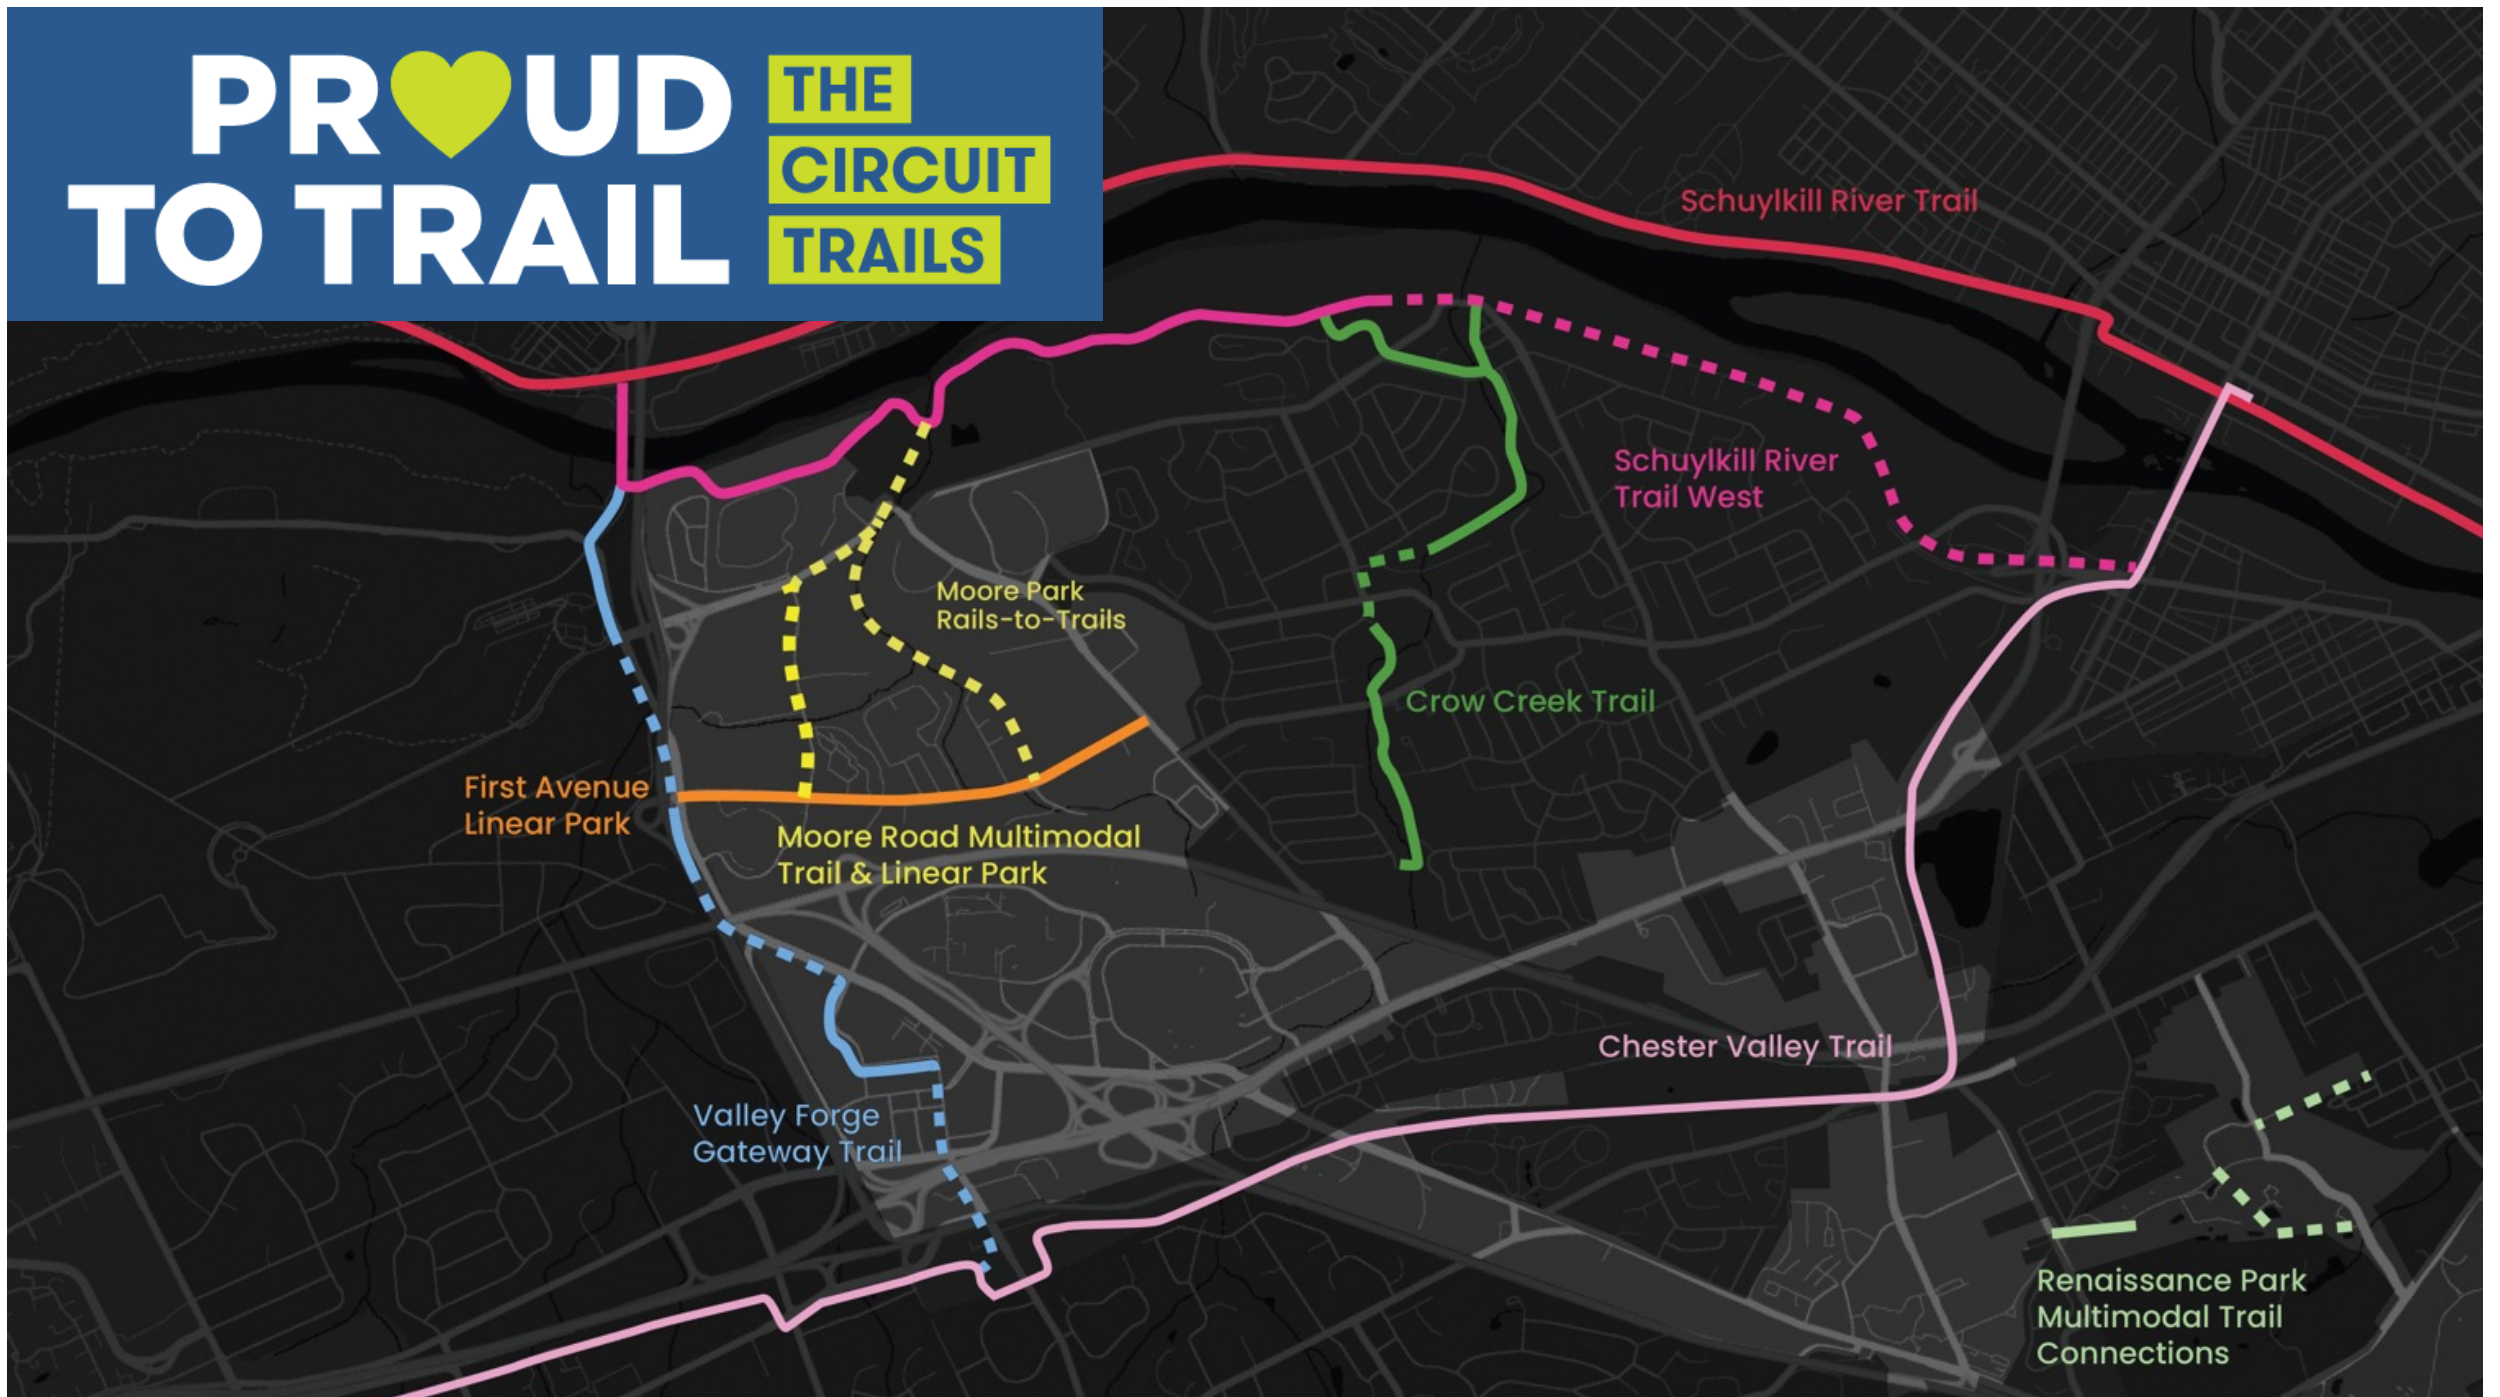 PROUD
TO TRAIL
THE
CIRCUIT
TRAILS
Schuylkill River Trail
Schuylkill River
Trail West
Moore Park
Rails-to-Trails
Crow Creek Trail
First Avenue
Linear Park
Moore Road Multimodal
Trail & Linear Park
Chester Valley Trail
Valley Forge
Gateway Trail
Renaissance Park
Multimodal Trail
Connections